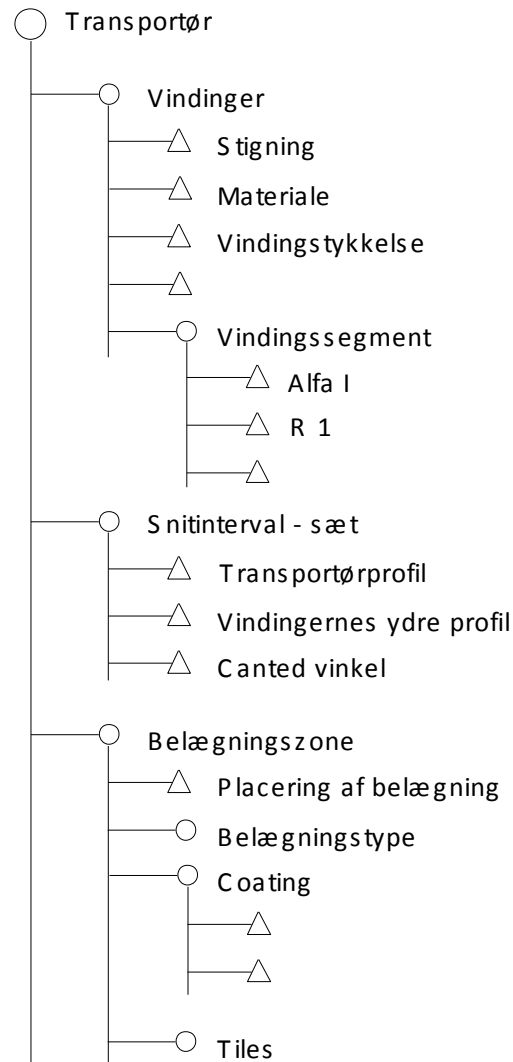 Transportør
Vindinger
Stigning
Materiale
Vindingstykkelse
Vindingssegment
Alfa I
R 1
Snitinterval - sæt
Transportørprofil
Vindingernes ydre profil
Canted vinkel
Belægningszone
Placering af belægning
Belægningstype
Coating
Tiles